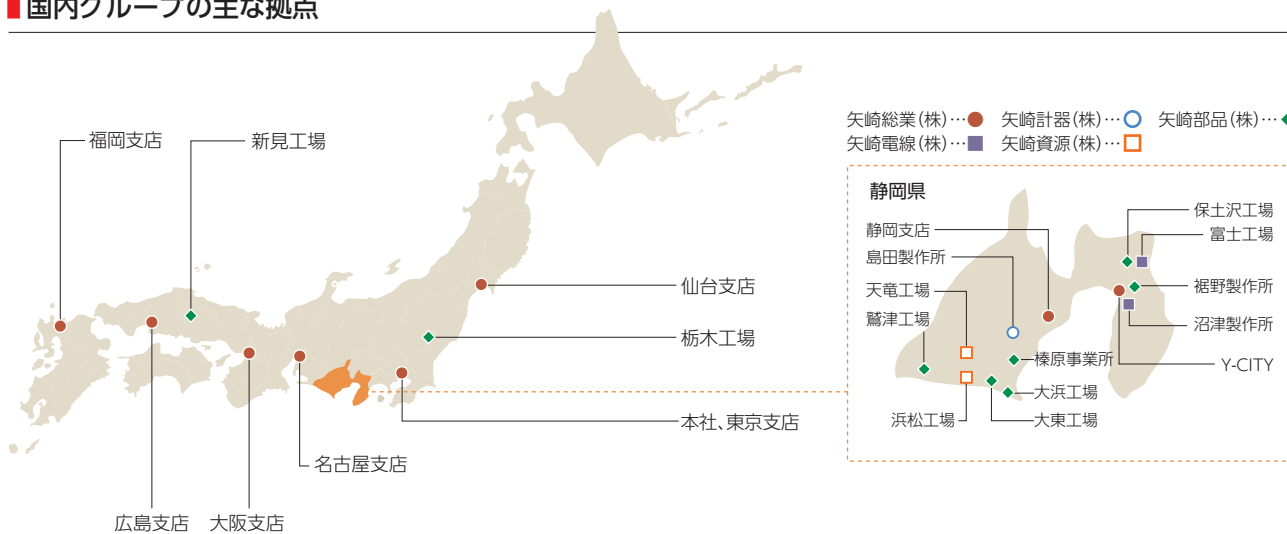 国内グループの主な拠点
矢崎総業(株)…
矢崎計器(株)…
矢崎部品(株)…
矢崎電線(株)…
矢崎資源(株)…
福岡支店
新見工場
仙台支店
栃木工場
本社、東京支店
名古屋支店
広島支店
大阪支店
静岡県
静岡支店
島田製作所
天竜工場
鷲津工場
浜松工場
保土沢工場
富士工場
裾野製作所
沼津製作所
Y-CITY
榛原事業所
大浜工場
大東工場